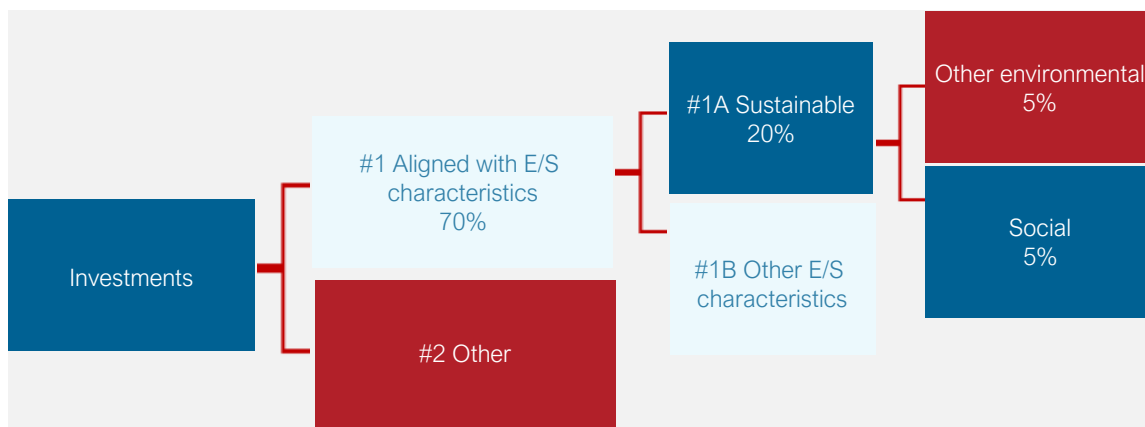 Investments
#1 Aligned with E/S
characteristics
70%
#2 Other
#1A Sustainable
20%
#1B Other E/S
characteristics
Other environmental
5%
Social
5%